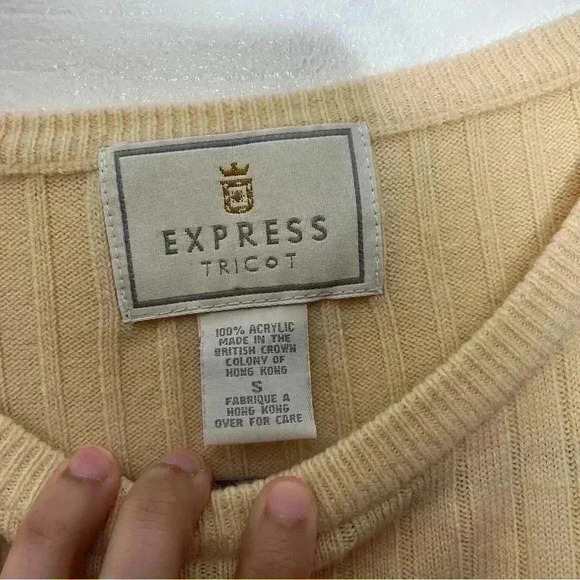 EXPRESS
TRICOT
100% ACRYLIC
MADE IN THE
BRITISH CROWN
COLONY OF
HONG KONG
S
FABRIQUE A
HONG KONG
OVER FOR CARE